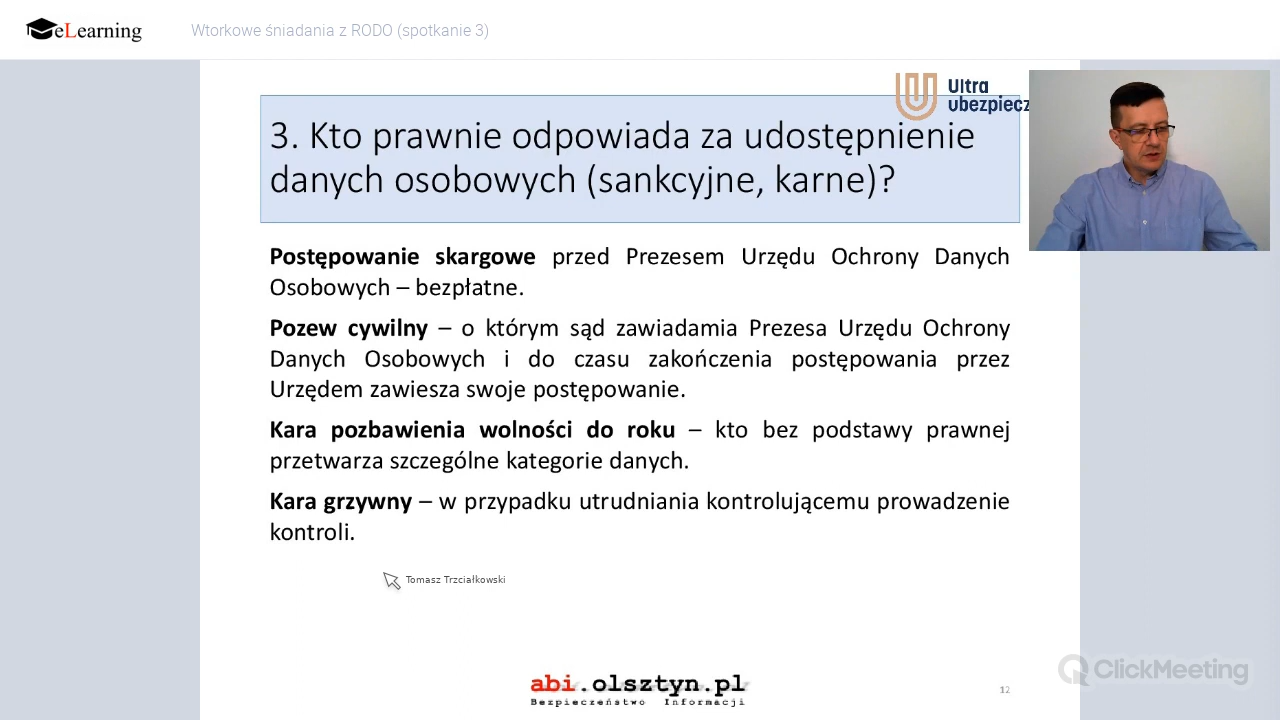 eLearning
Wtorkowe śniadania z RODO (spotkanie 3)
Ultra
ubezpiecz
3. Kto prawnie odpowiada za udostępnienie
danych osobowych (sankcyjne, karne)?
Postępowanie skargowe przed Prezesem Urzędu Ochrony Danych
Osobowych – bezpłatne.
Pozew cywilny – o którym sąd zawiadamia Prezesa Urzędu Ochrony
Danych Osobowych i do czasu zakończenia postępowania przez
Urzędem zawiesza swoje postępowanie.
Kara pozbawienia wolności do roku – kto bez podstawy prawnej
przetwarza szczególne kategorie danych.
Kara grzywny – w przypadku utrudniania kontrolującemu prowadzenie
kontroli.
Tomasz Trzciałkowski
ClickMeeting
abi.olsztyn.pl
Bezpieczeństwo Informacji
12